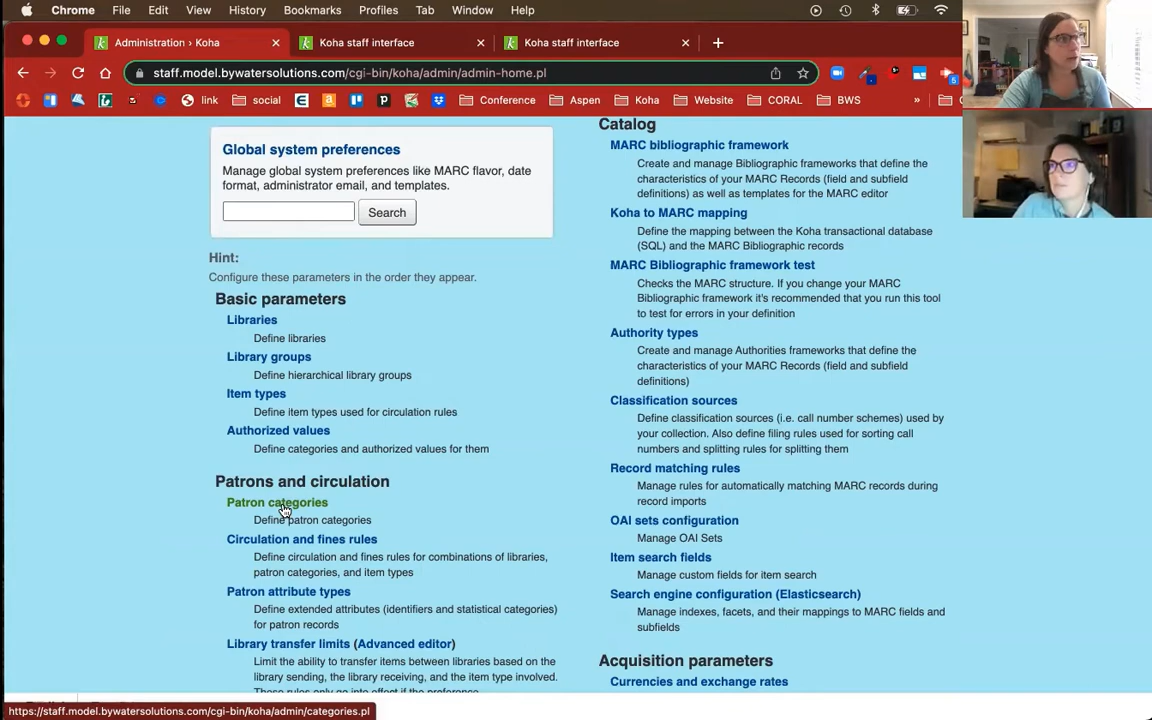 Chrome File Edit View History Bookmarks Profiles Tab Window Help
Administration › Koha
Koha staff interface
Koha staff interface
staff.model.bywatersolutions.com/cgi-bin/koha/admin/admin-home.pl
link
social
Conference
Aspen
Koha
Website
CORAL
BWS
»
Global system preferences
Manage global system preferences like MARC flavor, date
format, administrator email, and templates.
Search
Hint:
Configure these parameters in the order they appear.
Basic parameters
Libraries
Define libraries
Library groups
Define hierarchical library groups
Item types
Define item types used for circulation rules
Authorized values
Define categories and authorized values for them
Patrons and circulation
Patron categories
Define patron categories
Circulation and fines rules
Define circulation and fines rules for combinations of libraries,
patron categories, and item types
Patron attribute types
Define extended attributes (identifiers and statistical categories)
for patron records
Library transfer limits (Advanced editor)
Limit the ability to transfer items between libraries based on the
library sending, the library receiving, and the item type involved.
These rules only go into effect if the preference
Catalog
MARC bibliographic framework
Create and manage Bibliographic frameworks that define the
characteristics of your MARC Records (field and subfield
definitions) as well as templates for the MARC editor
Koha to MARC mapping
Define the mapping between the Koha transactional database
(SQL) and the MARC Bibliographic records
MARC Bibliographic framework test
Checks the MARC structure. If you change your MARC
Bibliographic framework it's recommended that you run this tool
to test for errors in your definition
Authority types
Create and manage Authorities frameworks that define the
characteristics of your MARC Records (field and subfield
definitions)
Classification sources
Define classification sources (i.e. call number schemes) used by
your collection. Also define filing rules used for sorting call
numbers and splitting rules for splitting them
Record matching rules
Manage rules for automatically matching MARC records during
record imports
OAI sets configuration
Manage OAI Sets
Item search fields
Manage custom fields for item search
Search engine configuration (Elasticsearch)
Manage indexes, facets, and their mappings to MARC fields and
subfields
Acquisition parameters
Currencies and exchange rates
https://staff.model.bywatersolutions.com/cgi-bin/koha/admin/categories.pl